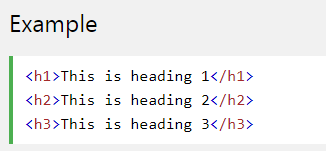 Example
<h1>This is heading 1</h1>
<h2>This is heading 2</h2>
<h3>This is heading 3</h3>